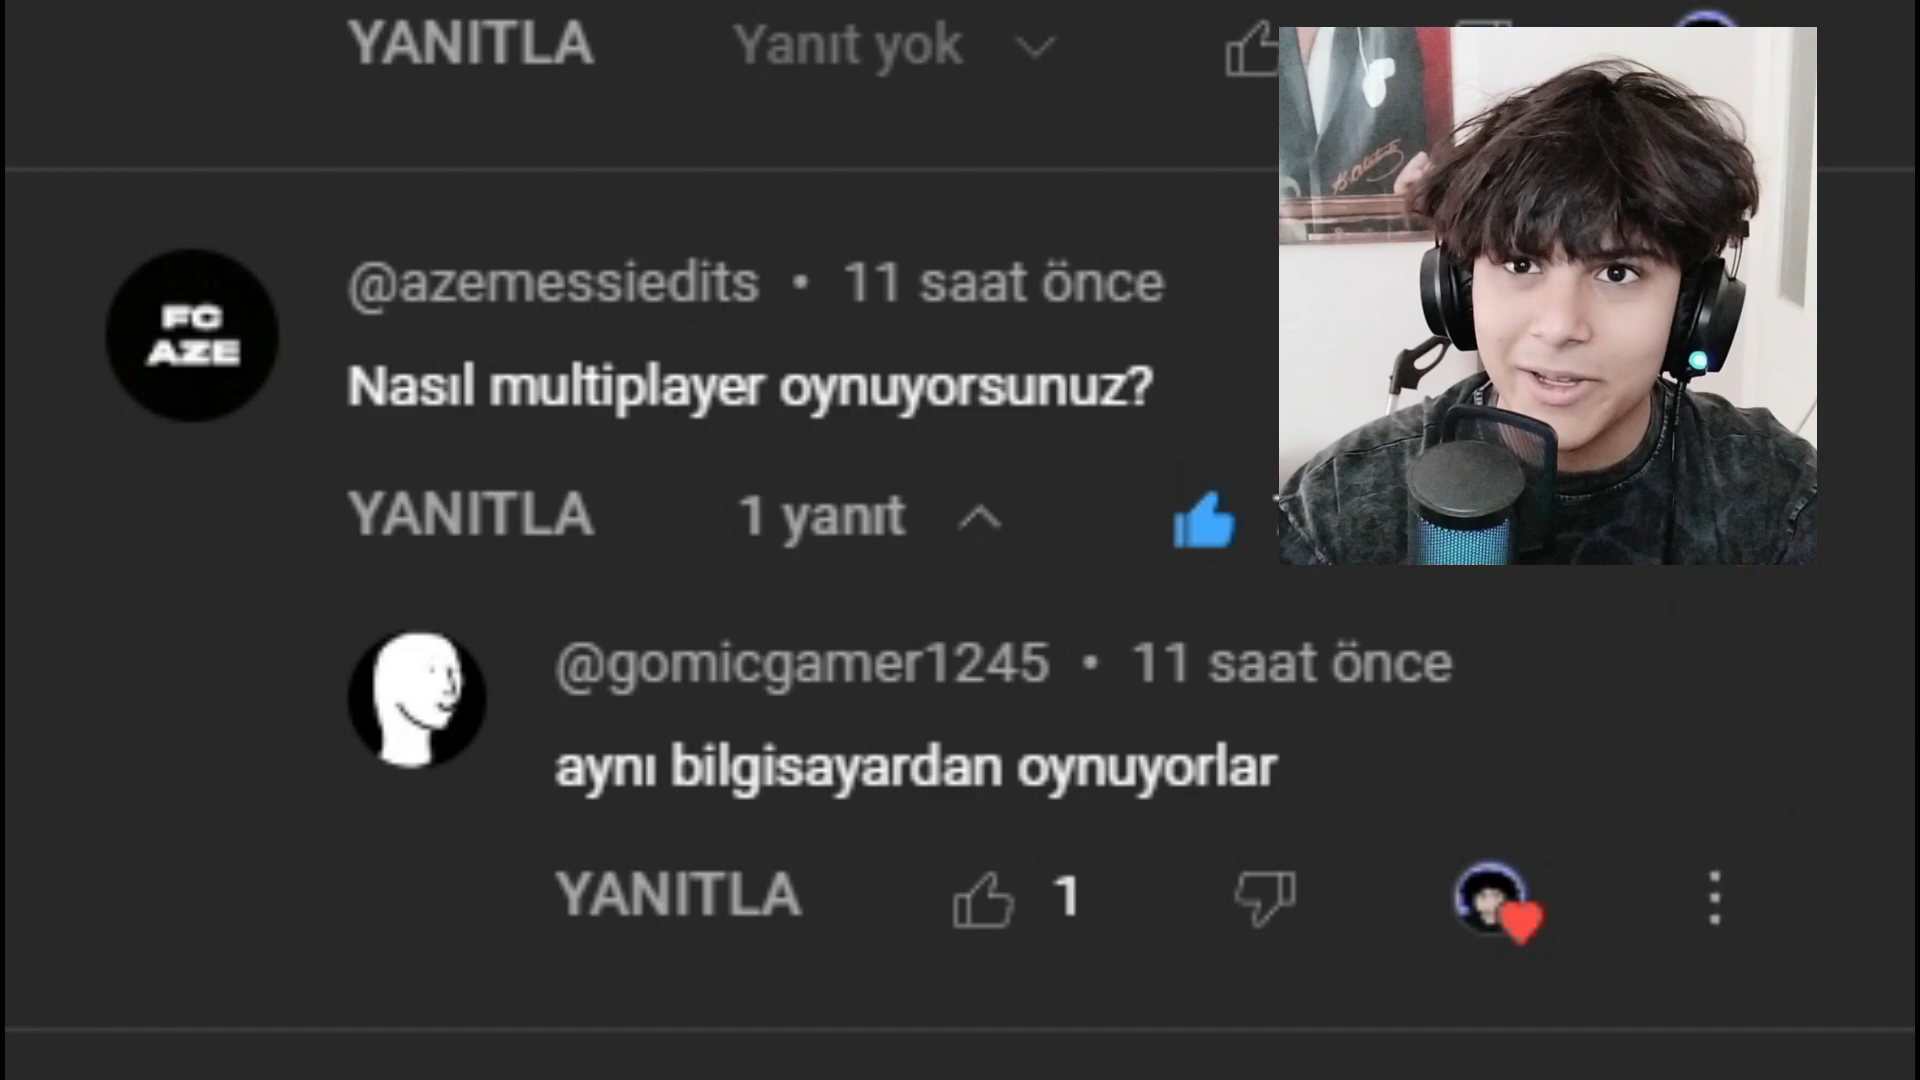 YANITLA Yanıt yok
FC
AZE
@azemessiedits • 11 saat önce
Nasıl multiplayer oynuyorsunuz?
YANITLA 1 yanıt
@gomicgamer1245 • 11 saat önce
aynı bilgisayardan oynuyorlar
YANITLA 1